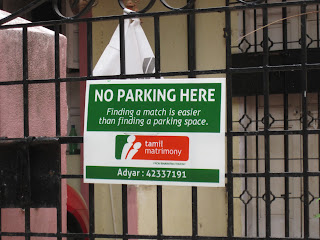 NO PARKING HERE
Finding a match is easier
than finding a parking space.
tamil
matrimony
Adyar : 42337191